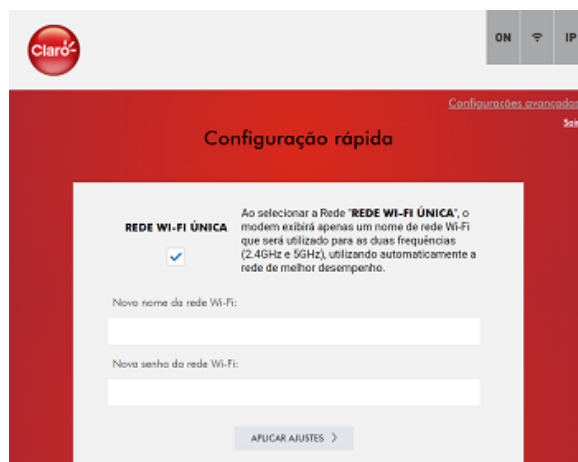 Claro
ON
IP
Configurações avançadas
Sair
Configuração rápida
REDE WI-FI ÚNICA
Ao selecionar a Rede "REDE WI-FI ÚNICA", o
modem exibirá apenas um nome de rede Wi-Fi
que será utilizado para as duas frequências
(2.4GHz e 5GHz), utilizando automaticamente a
rede de melhor desempenho.
Novo nome da rede Wi-Fi:
Nova senha da rede Wi-Fi:
APLICAR AJUSTES